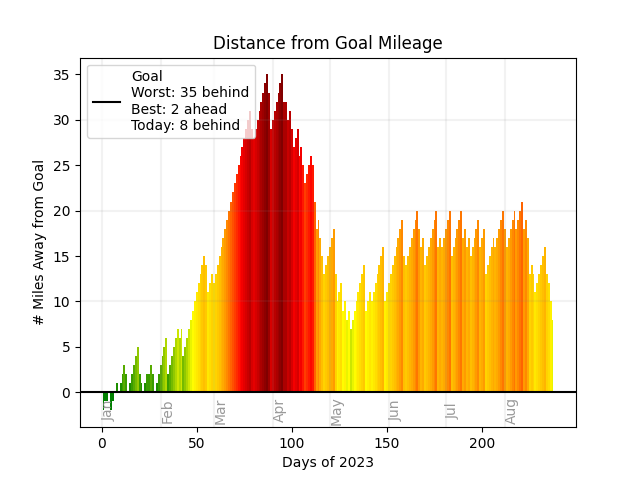 Distance from Goal Mileage
Goal
Worst: 35 behind
Best: 2 ahead
Today: 8 behind
# Miles Away from Goal
35
30
25
20
15
10
5
0
Jan
Feb
Mar
Apr
May
Jun
Jul
Aug
0
50
100
150
200
Days of 2023